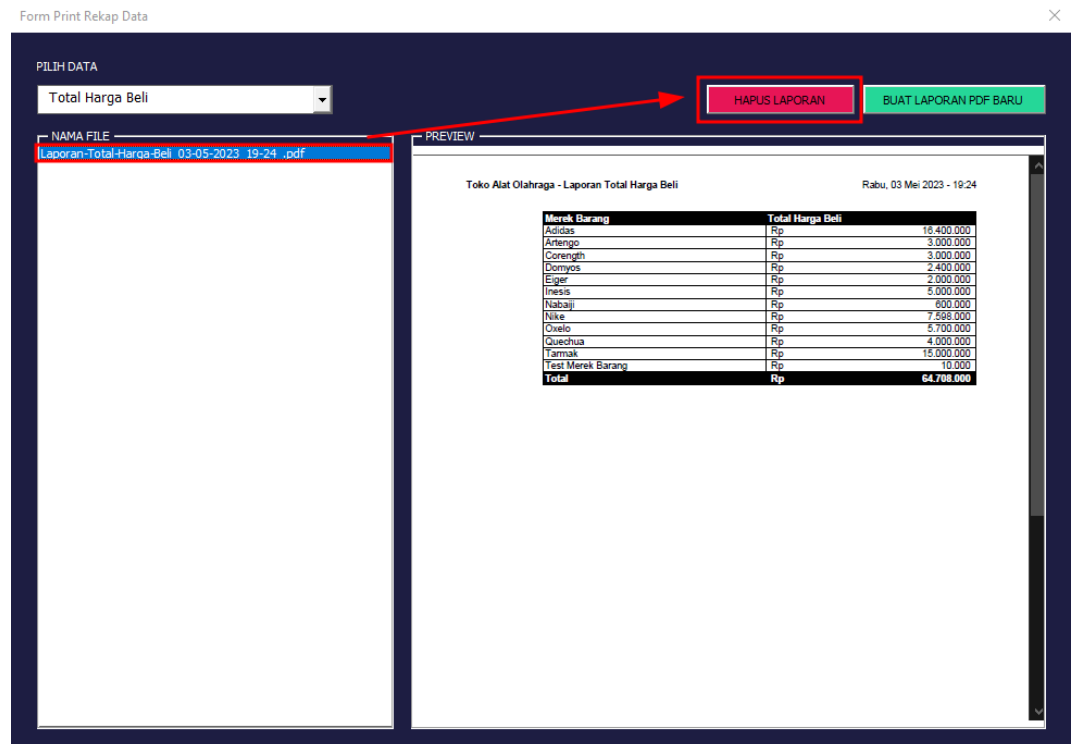 Form Print Rekap Data
PILIH DATA
Total Harga Beli
HAPUS LAPORAN
BUAT LAPORAN PDF BARU
NAMA FILE
Laporan-Total-Harga-Beli_03-05-2023_19-24_.pdf
PREVIEW
Toko Alat Olahraga - Laporan Total Harga Beli Rabu, 03 Mei 2023 - 19:24
Merek Barang Total Harga Beli
Adidas Rp 16.400.000
Artengo Rp 3.000.000
Corength Rp 3.000.000
Domyos Rp 2.400.000
Eiger Rp 2.000.000
Inesis Rp 5.000.000
Nabaiji Rp 600.000
Nike Rp 7.598.000
Oxelo Rp 5.700.000
Quechua Rp 4.000.000
Tarmak Rp 15.000.000
Test Merek Barang Rp 10.000
Total Rp 64.708.000